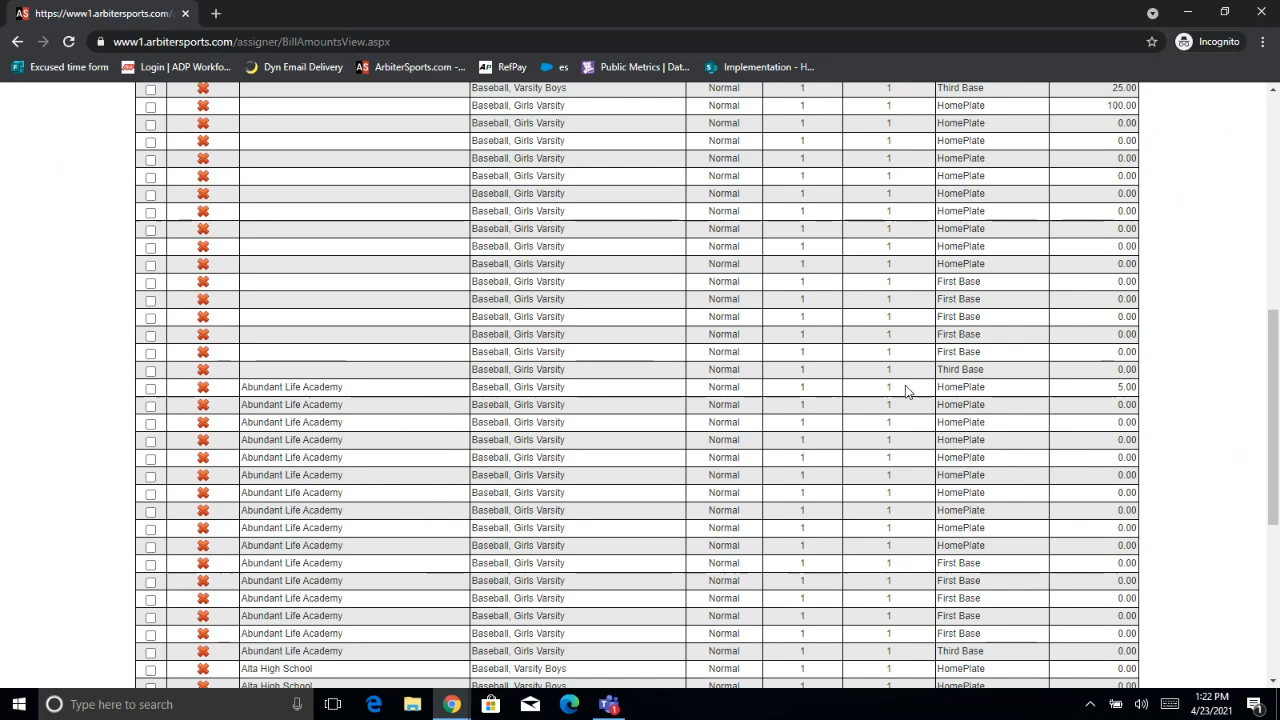 AS https://www1.arbitersports.com/
www1.arbitersports.com/assigner/BillAmountsView.aspx Incognito
Excused time form Login | ADP Workfo... Dyn Email Delivery ArbiterSports.com -... RefPay es Public Metrics | Dat... Implementation - H...
Baseball, Varsity Boys Normal 1 1 Third Base 25.00
Baseball, Girls Varsity Normal 1 1 HomePlate 100.00
Baseball, Girls Varsity Normal 1 1 HomePlate 0.00
Baseball, Girls Varsity Normal 1 1 HomePlate 0.00
Baseball, Girls Varsity Normal 1 1 HomePlate 0.00
Baseball, Girls Varsity Normal 1 1 HomePlate 0.00
Baseball, Girls Varsity Normal 1 1 HomePlate 0.00
Baseball, Girls Varsity Normal 1 1 HomePlate 0.00
Baseball, Girls Varsity Normal 1 1 HomePlate 0.00
Baseball, Girls Varsity Normal 1 1 HomePlate 0.00
Baseball, Girls Varsity Normal 1 1 HomePlate 0.00
Baseball, Girls Varsity Normal 1 1 First Base 0.00
Baseball, Girls Varsity Normal 1 1 First Base 0.00
Baseball, Girls Varsity Normal 1 1 First Base 0.00
Baseball, Girls Varsity Normal 1 1 First Base 0.00
Baseball, Girls Varsity Normal 1 1 First Base 0.00
Baseball, Girls Varsity Normal 1 1 Third Base 0.00
Abundant Life Academy Baseball, Girls Varsity Normal 1 1 HomePlate 5.00
Abundant Life Academy Baseball, Girls Varsity Normal 1 1 HomePlate 0.00
Abundant Life Academy Baseball, Girls Varsity Normal 1 1 HomePlate 0.00
Abundant Life Academy Baseball, Girls Varsity Normal 1 1 HomePlate 0.00
Abundant Life Academy Baseball, Girls Varsity Normal 1 1 HomePlate 0.00
Abundant Life Academy Baseball, Girls Varsity Normal 1 1 HomePlate 0.00
Abundant Life Academy Baseball, Girls Varsity Normal 1 1 HomePlate 0.00
Abundant Life Academy Baseball, Girls Varsity Normal 1 1 HomePlate 0.00
Abundant Life Academy Baseball, Girls Varsity Normal 1 1 HomePlate 0.00
Abundant Life Academy Baseball, Girls Varsity Normal 1 1 HomePlate 0.00
Abundant Life Academy Baseball, Girls Varsity Normal 1 1 First Base 0.00
Abundant Life Academy Baseball, Girls Varsity Normal 1 1 First Base 0.00
Abundant Life Academy Baseball, Girls Varsity Normal 1 1 First Base 0.00
Abundant Life Academy Baseball, Girls Varsity Normal 1 1 First Base 0.00
Abundant Life Academy Baseball, Girls Varsity Normal 1 1 First Base 0.00
Abundant Life Academy Baseball, Girls Varsity Normal 1 1 Third Base 0.00
Alta High School Baseball, Varsity Boys Normal 1 1 HomePlate 0.00
Alta High School Baseball, Varsity Boys Normal 1 1 HomePlate 0.00
Type here to search 1:22 PM
4/23/2021